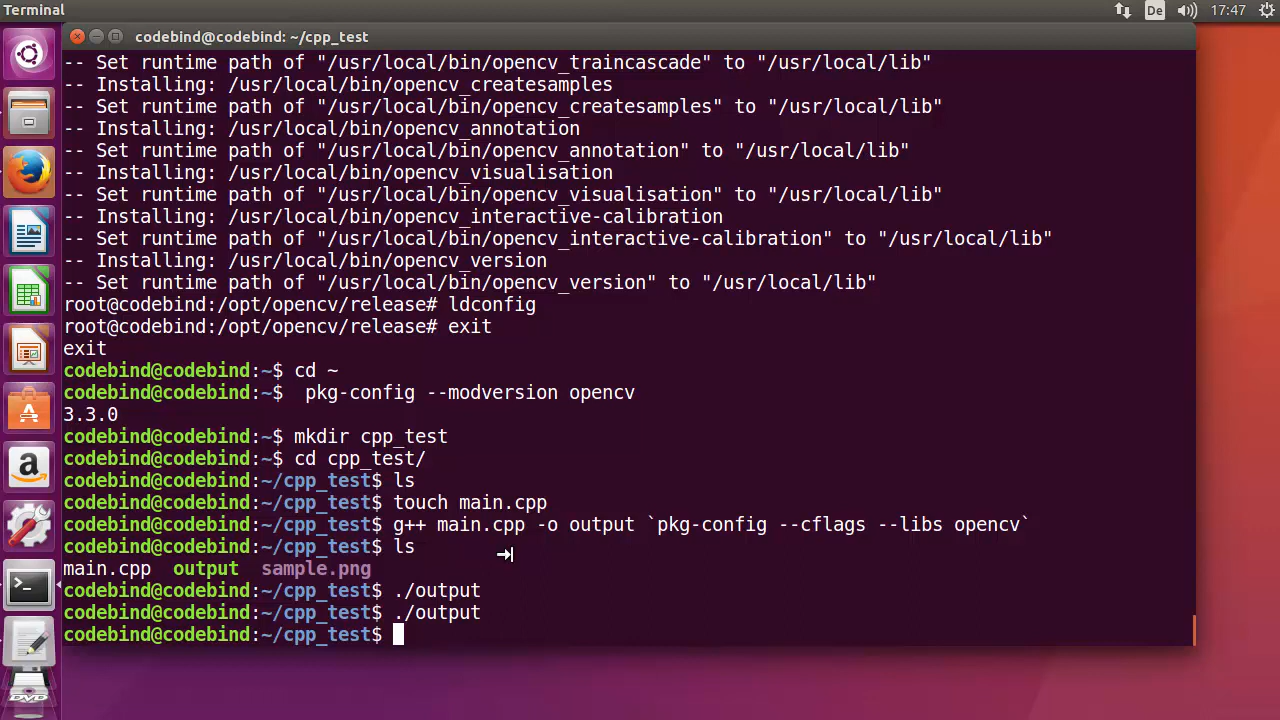 Terminal
De
17:47
codebind@codebind: ~/cpp_test
-- Set runtime path of "/usr/local/bin/opencv_traincascade" to "/usr/local/lib"
-- Installing: /usr/local/bin/opencv_createsamples
-- Set runtime path of "/usr/local/bin/opencv_createsamples" to "/usr/local/lib"
-- Installing: /usr/local/bin/opencv_annotation
-- Set runtime path of "/usr/local/bin/opencv_annotation" to "/usr/local/lib"
-- Installing: /usr/local/bin/opencv_visualisation
-- Set runtime path of "/usr/local/bin/opencv_visualisation" to "/usr/local/lib"
-- Installing: /usr/local/bin/opencv_interactive-calibration
-- Set runtime path of "/usr/local/bin/opencv_interactive-calibration" to "/usr/local/lib"
-- Installing: /usr/local/bin/opencv_version
-- Set runtime path of "/usr/local/bin/opencv_version" to "/usr/local/lib"
root@codebind:/opt/opencv/release# ldconfig
root@codebind:/opt/opencv/release# exit
exit
codebind@codebind:~$ cd ~
codebind@codebind:~$  pkg-config --modversion opencv
3.3.0
codebind@codebind:~$ mkdir cpp_test
codebind@codebind:~$ cd cpp_test/
codebind@codebind:~/cpp_test$ ls
codebind@codebind:~/cpp_test$ touch main.cpp
codebind@codebind:~/cpp_test$ g++ main.cpp -o output `pkg-config --cflags --libs opencv`
codebind@codebind:~/cpp_test$ ls
main.cpp  output  sample.png
codebind@codebind:~/cpp_test$ ./output
codebind@codebind:~/cpp_test$ ./output
codebind@codebind:~/cpp_test$
DVD